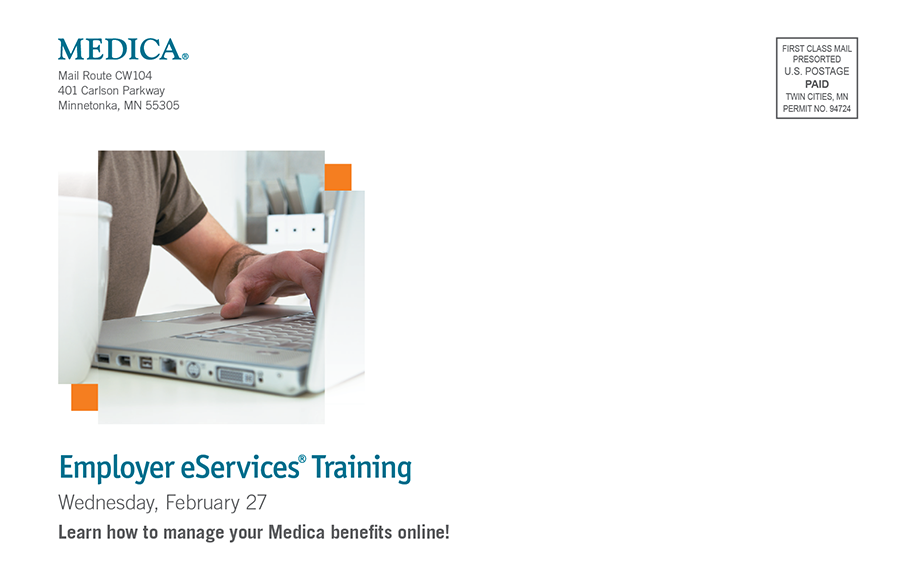 MEDICA®
Mail Route CW104
401 Carlson Parkway
Minnetonka, MN 55305
FIRST CLASS MAIL
PRESORTED
U.S. POSTAGE
PAID
TWIN CITIES, MN
PERMIT NO. 94724
Employer eServices® Training
Wednesday, February 27
Learn how to manage your Medica benefits online!